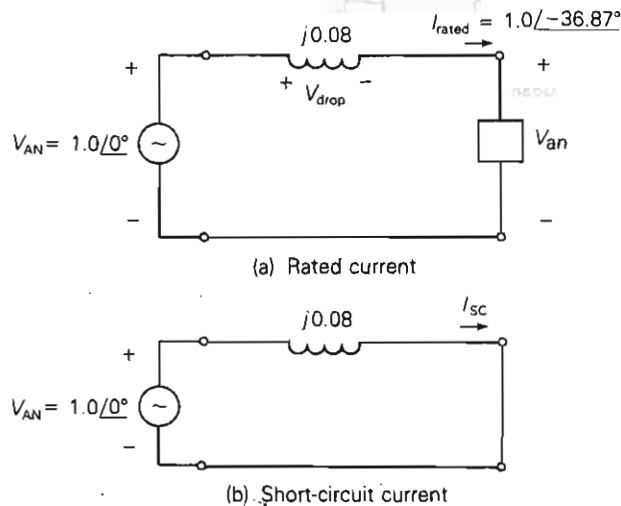 I_rated = 1.0/−36.87°
j0.08
+
+
+ V_drop −
V_AN = 1.0/0°
~
V_an
−
−
(a) Rated current
I_SC
j0.08
+
V_AN = 1.0/0°
~
−
(b) Short-circuit current